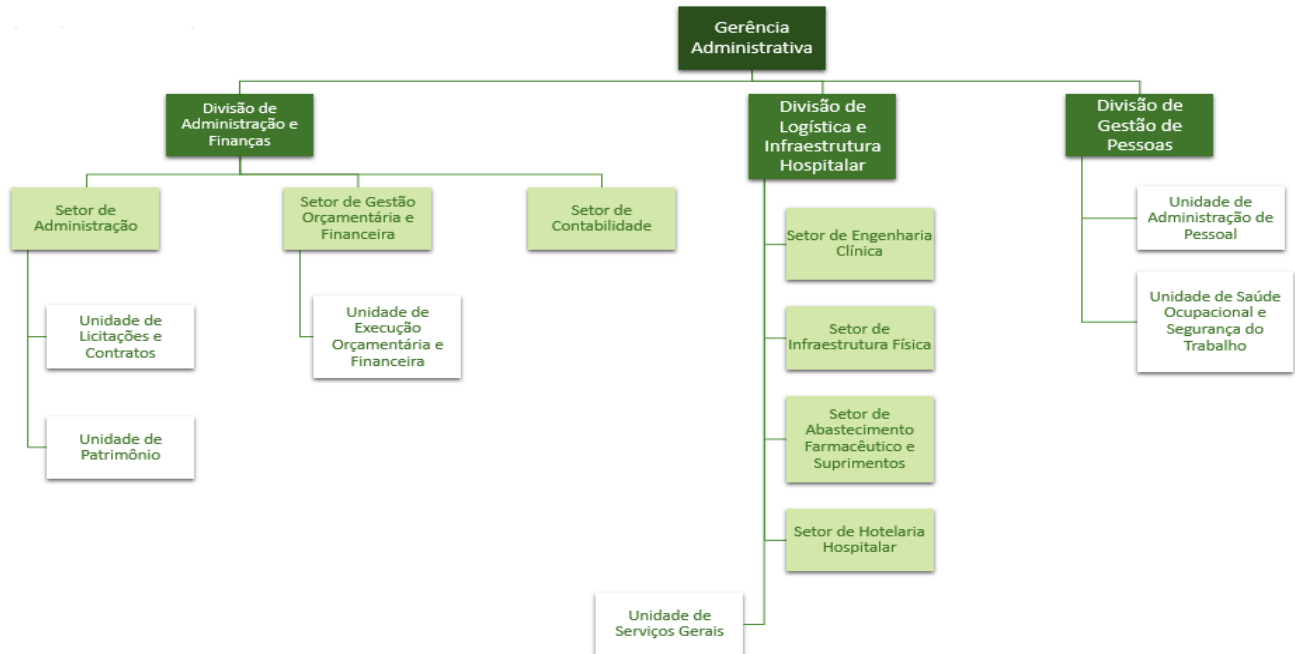 Gerência
Administrativa
Divisão de
Administração e
Finanças
Divisão de
Logística e
Infraestrutura
Hospitalar
Divisão de
Gestão de
Pessoas
Setor de
Administração
Setor de Gestão
Orçamentária e
Financeira
Setor de
Contabilidade
Unidade de
Licitações e
Contratos
Unidade de
Patrimônio
Unidade de
Execução
Orçamentária e
Financeira
Setor de Engenharia
Clínica
Setor de
Infraestrutura Física
Setor de
Abastecimento
Farmacêutico e
Suprimentos
Setor de Hotelaria
Hospitalar
Unidade de
Serviços Gerais
Unidade de
Administração de
Pessoal
Unidade de Saúde
Ocupacional e
Segurança do
Trabalho